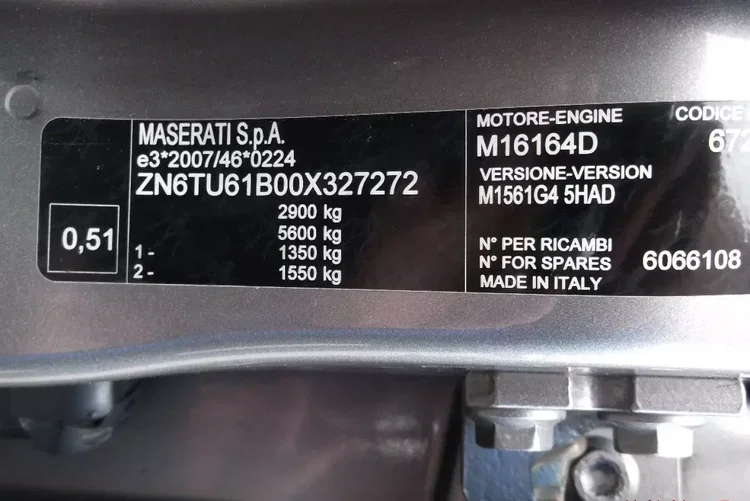 MASERATI S.p.A.
e3*2007/46*0224
ZN6TU61B00X327272
2900 kg
5600 kg
1- 1350 kg
2- 1550 kg
0,51
MOTORE-ENGINE
M16164D
VERSIONE-VERSION
M1561G4 5HAD
N° PER RICAMBI
N° FOR SPARES 6066108
MADE IN ITALY
CODICE